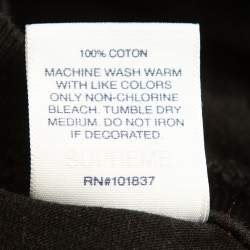 100% COTON
MACHINE WASH WARM
WITH LIKE COLORS
ONLY NON-CHLORINE
BLEACH. TUMBLE DRY
MEDIUM. DO NOT IRON
IF DECORATED.
SUPREME
RN#101837